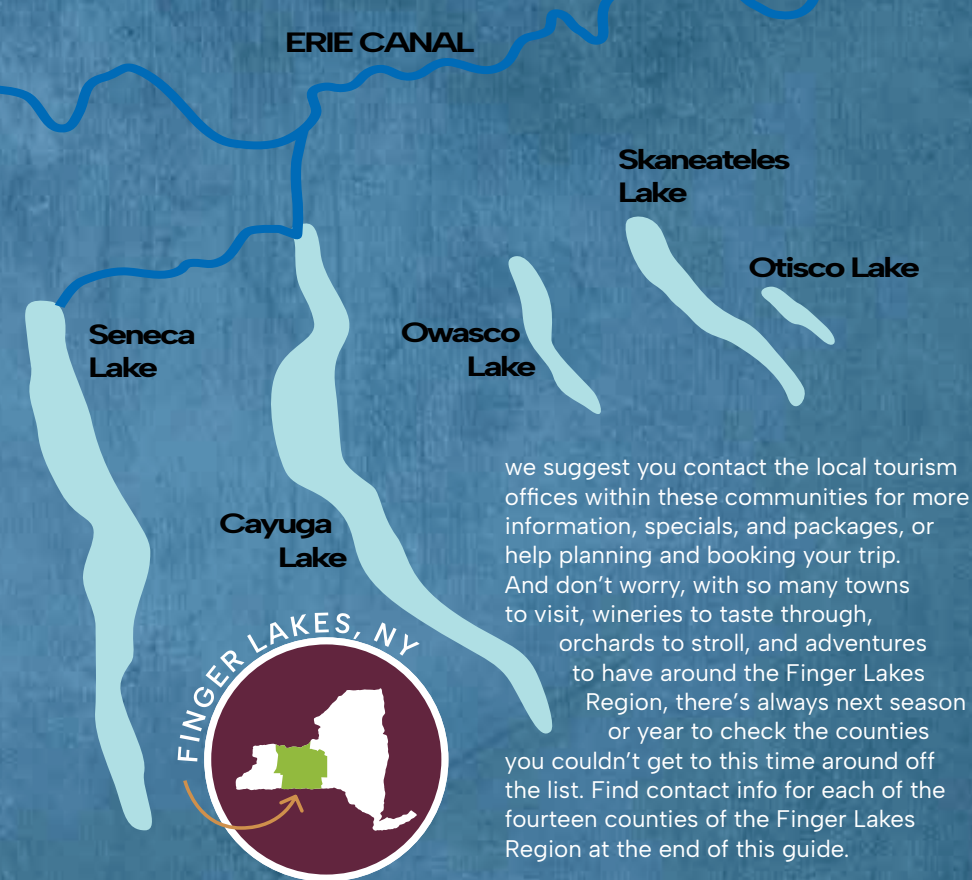 ERIE CANAL
Skaneateles
Lake
Otisco Lake
Seneca
Lake
Owasco
Lake
Cayuga
Lake
FINGER LAKES, NY
we suggest you contact the local tourism
offices within these communities for more
information, specials, and packages, or
help planning and booking your trip.
And don’t worry, with so many towns
to visit, wineries to taste through,
orchards to stroll, and adventures
to have around the Finger Lakes
Region, there’s always next season
or year to check the counties
you couldn’t get to this time around off
the list. Find contact info for each of the
fourteen counties of the Finger Lakes
Region at the end of this guide.